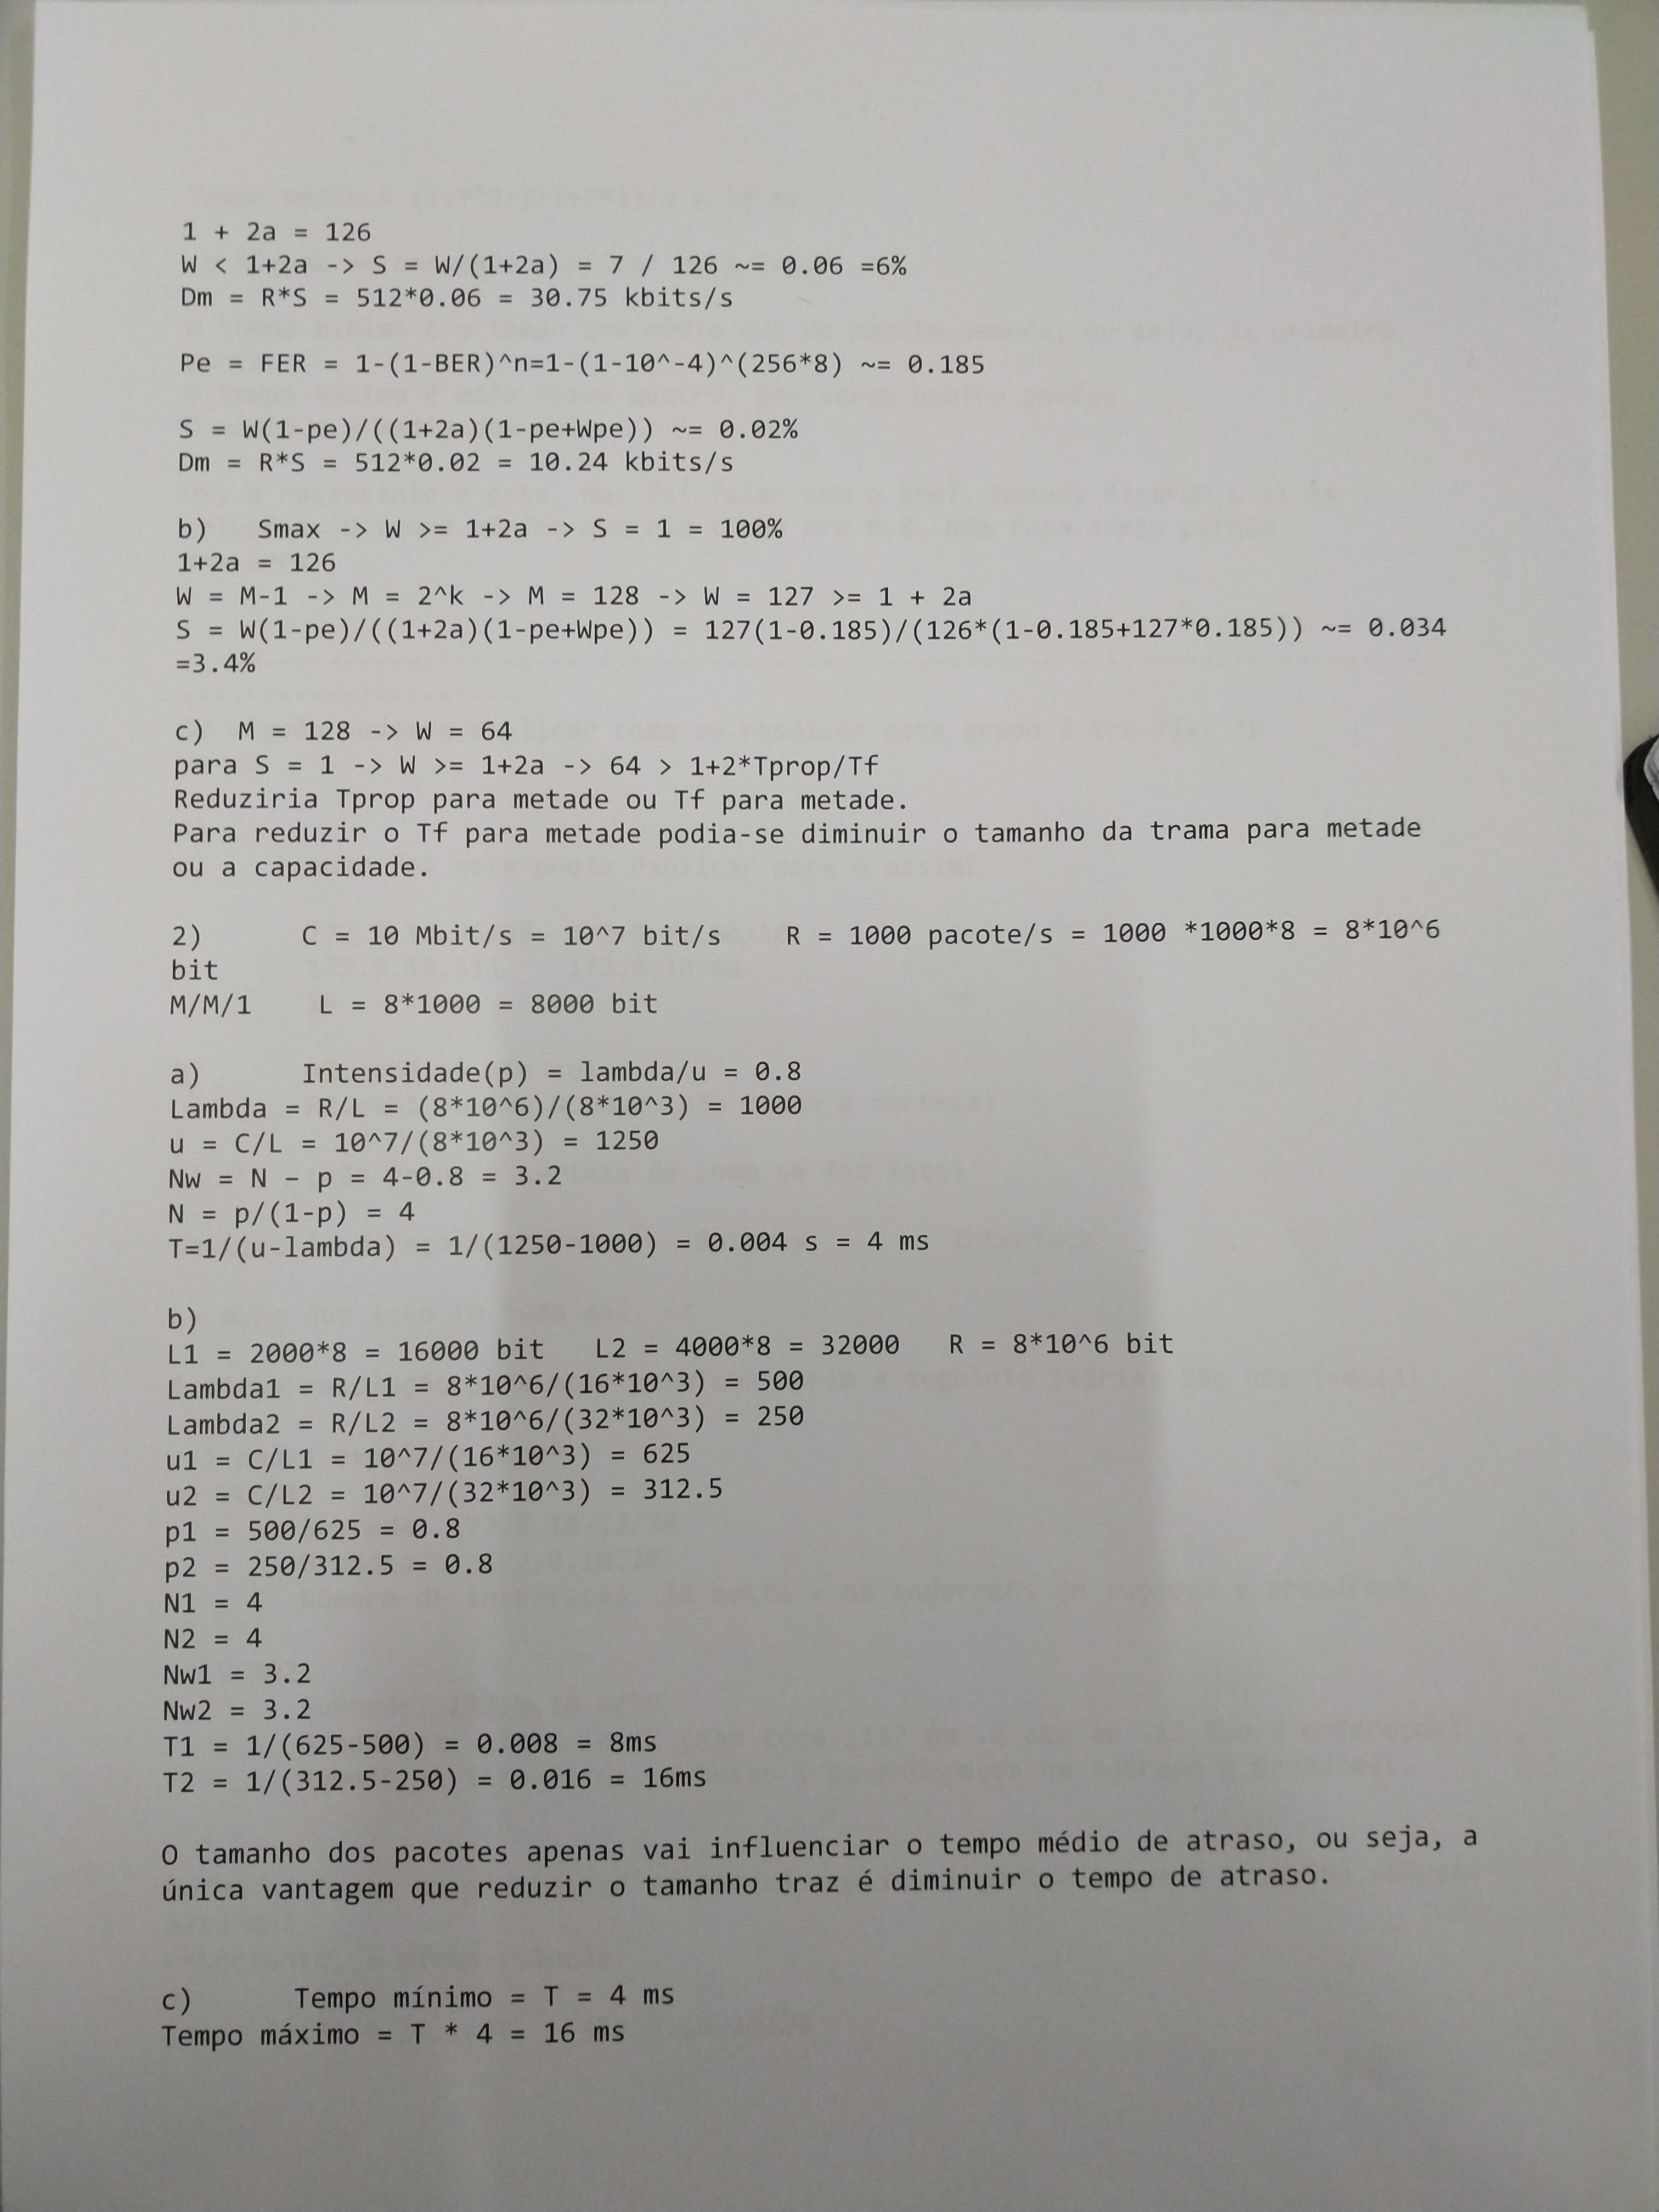 1 + 2a = 126
W < 1+2a -> S = W/(1+2a) = 7 / 126 ~= 0.06 =6%
Dm = R*S = 512*0.06 = 30.75 kbits/s
Pe = FER = 1-(1-BER)^n=1-(1-10^-4)^(256*8) ~= 0.185
S = W(1-pe)/((1+2a)(1-pe+Wpe)) ~= 0.02%
Dm = R*S = 512*0.02 = 10.24 kbits/s
b) Smax -> W >= 1+2a -> S = 1 = 100%
1+2a = 126
W = M-1 -> M = 2^k -> M = 128 -> W = 127 >= 1 + 2a
S = W(1-pe)/((1+2a)(1-pe+Wpe)) = 127(1-0.185)/(126*(1-0.185+127*0.185)) ~= 0.034
=3.4%
c) M = 128 -> W = 64
para S = 1 -> W >= 1+2a -> 64 > 1+2*Tprop/Tf
Reduziria Tprop para metade ou Tf para metade.
Para reduzir o Tf para metade podia-se diminuir o tamanho da trama para metade
ou a capacidade.
2) C = 10 Mbit/s = 10^7 bit/s R = 1000 pacote/s = 1000 *1000*8 = 8*10^6
bit
M/M/1 L = 8*1000 = 8000 bit
a) Intensidade(p) = lambda/u = 0.8
Lambda = R/L = (8*10^6)/(8*10^3) = 1000
u = C/L = 10^7/(8*10^3) = 1250
Nw = N – p = 4-0.8 = 3.2
N = p/(1-p) = 4
T=1/(u-lambda) = 1/(1250-1000) = 0.004 s = 4 ms
b)
L1 = 2000*8 = 16000 bit L2 = 4000*8 = 32000 R = 8*10^6 bit
Lambda1 = R/L1 = 8*10^6/(16*10^3) = 500
Lambda2 = R/L2 = 8*10^6/(32*10^3) = 250
u1 = C/L1 = 10^7/(16*10^3) = 625
u2 = C/L2 = 10^7/(32*10^3) = 312.5
p1 = 500/625 = 0.8
p2 = 250/312.5 = 0.8
N1 = 4
N2 = 4
Nw1 = 3.2
Nw2 = 3.2
T1 = 1/(625-500) = 0.008 = 8ms
T2 = 1/(312.5-250) = 0.016 = 16ms
O tamanho dos pacotes apenas vai influenciar o tempo médio de atraso, ou seja, a
única vantagem que reduzir o tamanho traz é diminuir o tempo de atraso.
c) Tempo mínimo = T = 4 ms
Tempo máximo = T * 4 = 16 ms